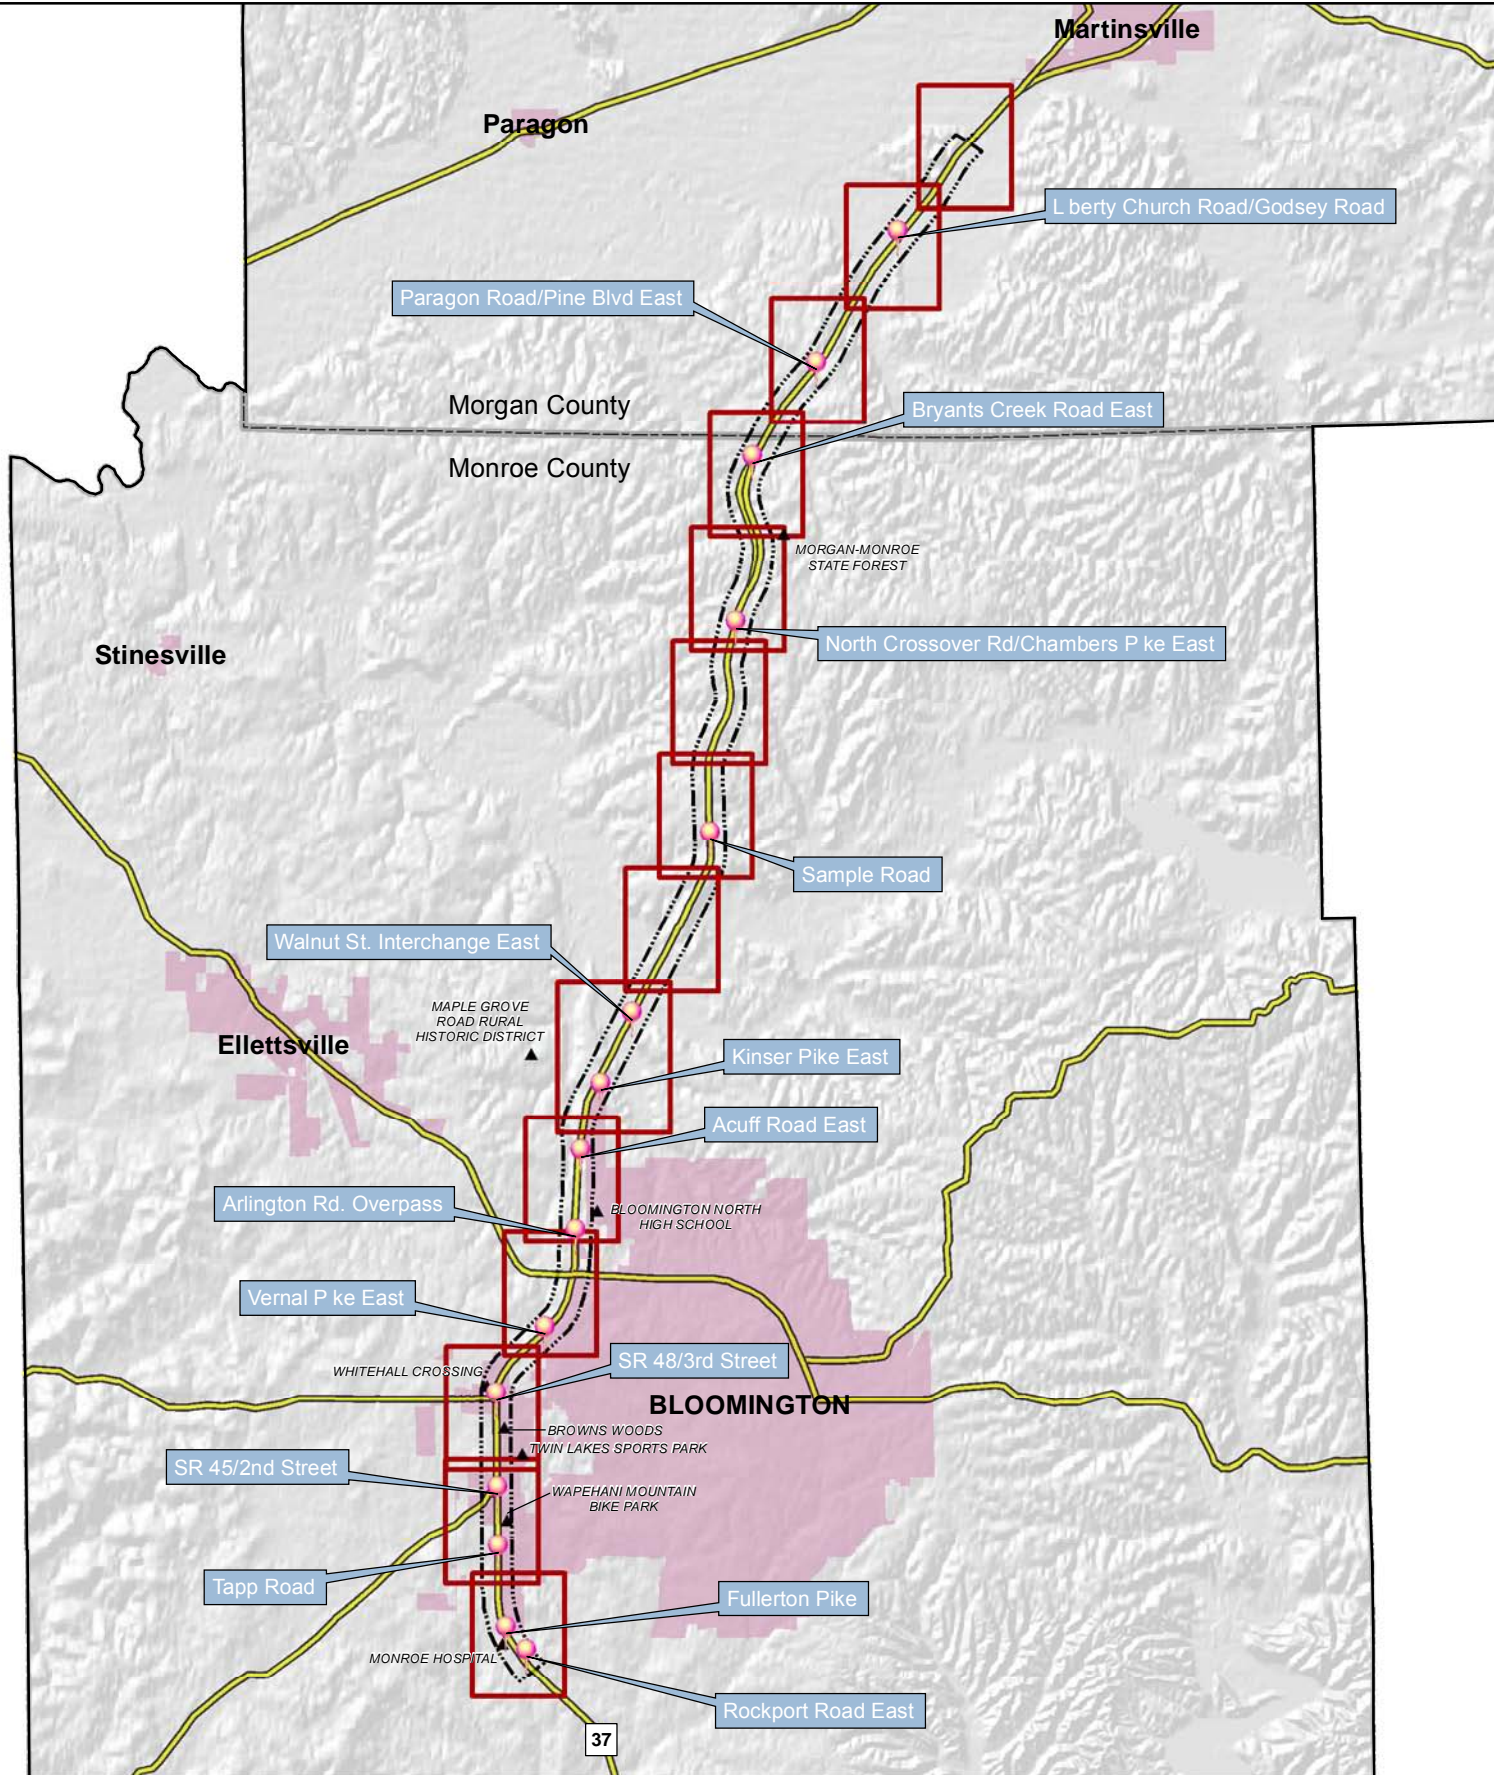 Martinsville
Paragon
L berty Church Road/Godsey Road
Paragon Road/Pine Blvd East
Morgan County
Bryants Creek Road East
Monroe County
MORGAN-MONROE
STATE FOREST
North Crossover Rd/Chambers P ke East
Stinesville
Sample Road
Walnut St. Interchange East
MAPLE GROVE
ROAD RURAL
HISTORIC DISTRICT
Ellettsville
Kinser Pike East
Acuff Road East
Arlington Rd. Overpass
BLOOMINGTON NORTH
HIGH SCHOOL
Vernal P ke East
SR 48/3rd Street
WHITEHALL CROSSING
BLOOMINGTON
BROWNS WOODS
TWIN LAKES SPORTS PARK
SR 45/2nd Street
WAPEHANI MOUNTAIN
BIKE PARK
Tapp Road
Fullerton Pike
MONROE HOSPITAL
Rockport Road East
37